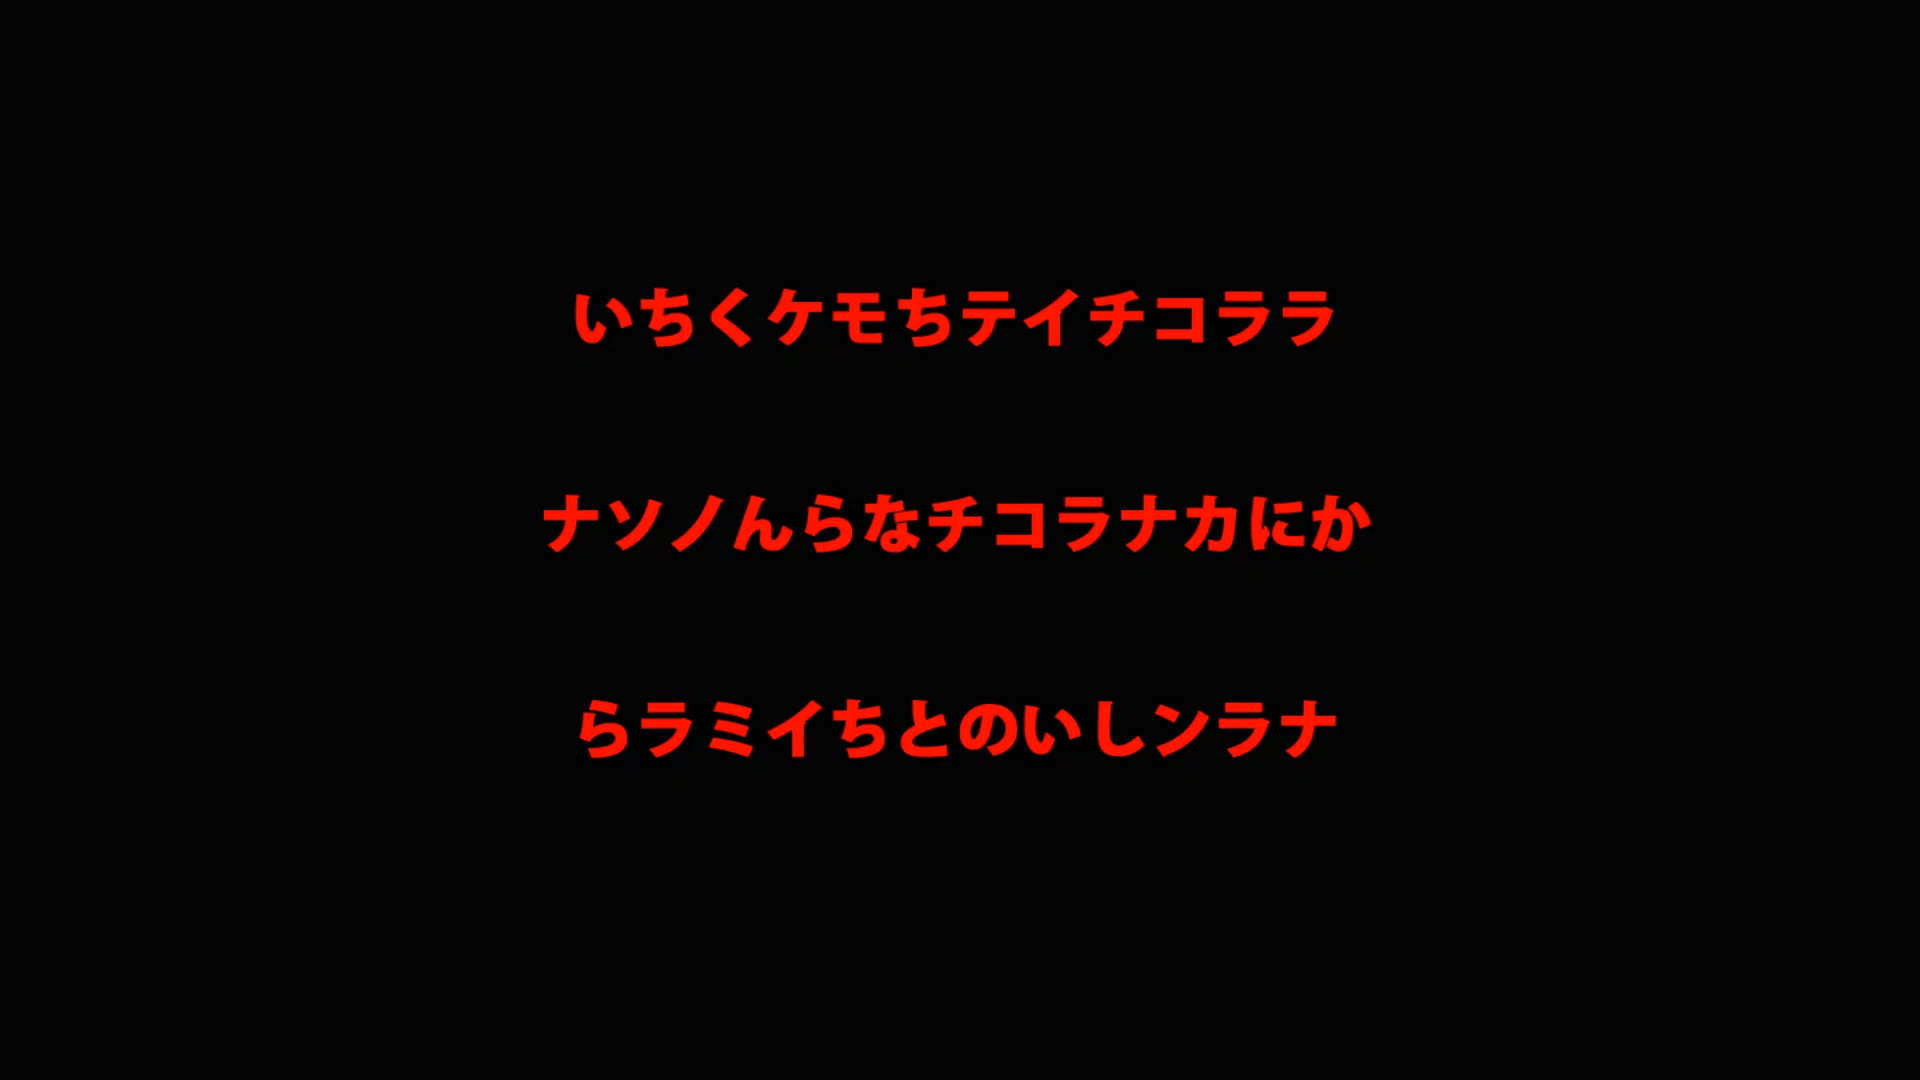 いちくケモちテイチコララ
ナソノんらなチコラナカにか
らラミイちとのいしンラナ